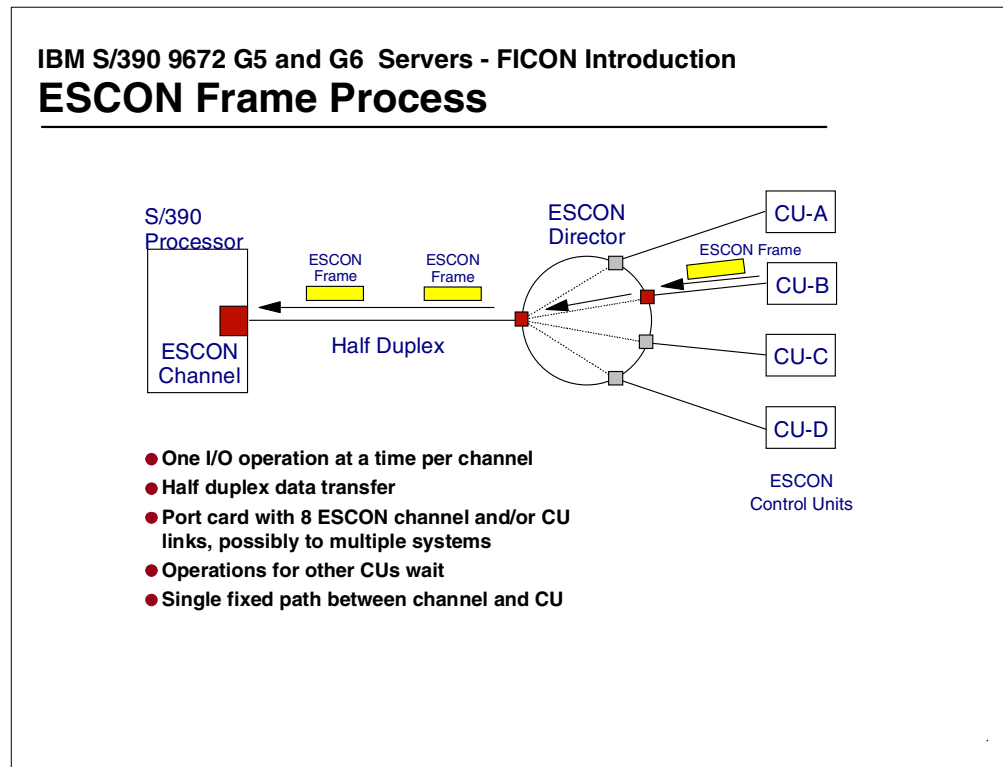 IBM S/390 9672 G5 and G6 Servers - FICON Introduction
ESCON Frame Process
S/390
Processor
ESCON
Channel
ESCON
Frame
ESCON
Frame
Half Duplex
ESCON
Director
ESCON Frame
CU-A
CU-B
CU-C
CU-D
ESCON
Control Units
● One I/O operation at a time per channel
● Half duplex data transfer
● Port card with 8 ESCON channel and/or CU
links, possibly to multiple systems
● Operations for other CUs wait
● Single fixed path between channel and CU